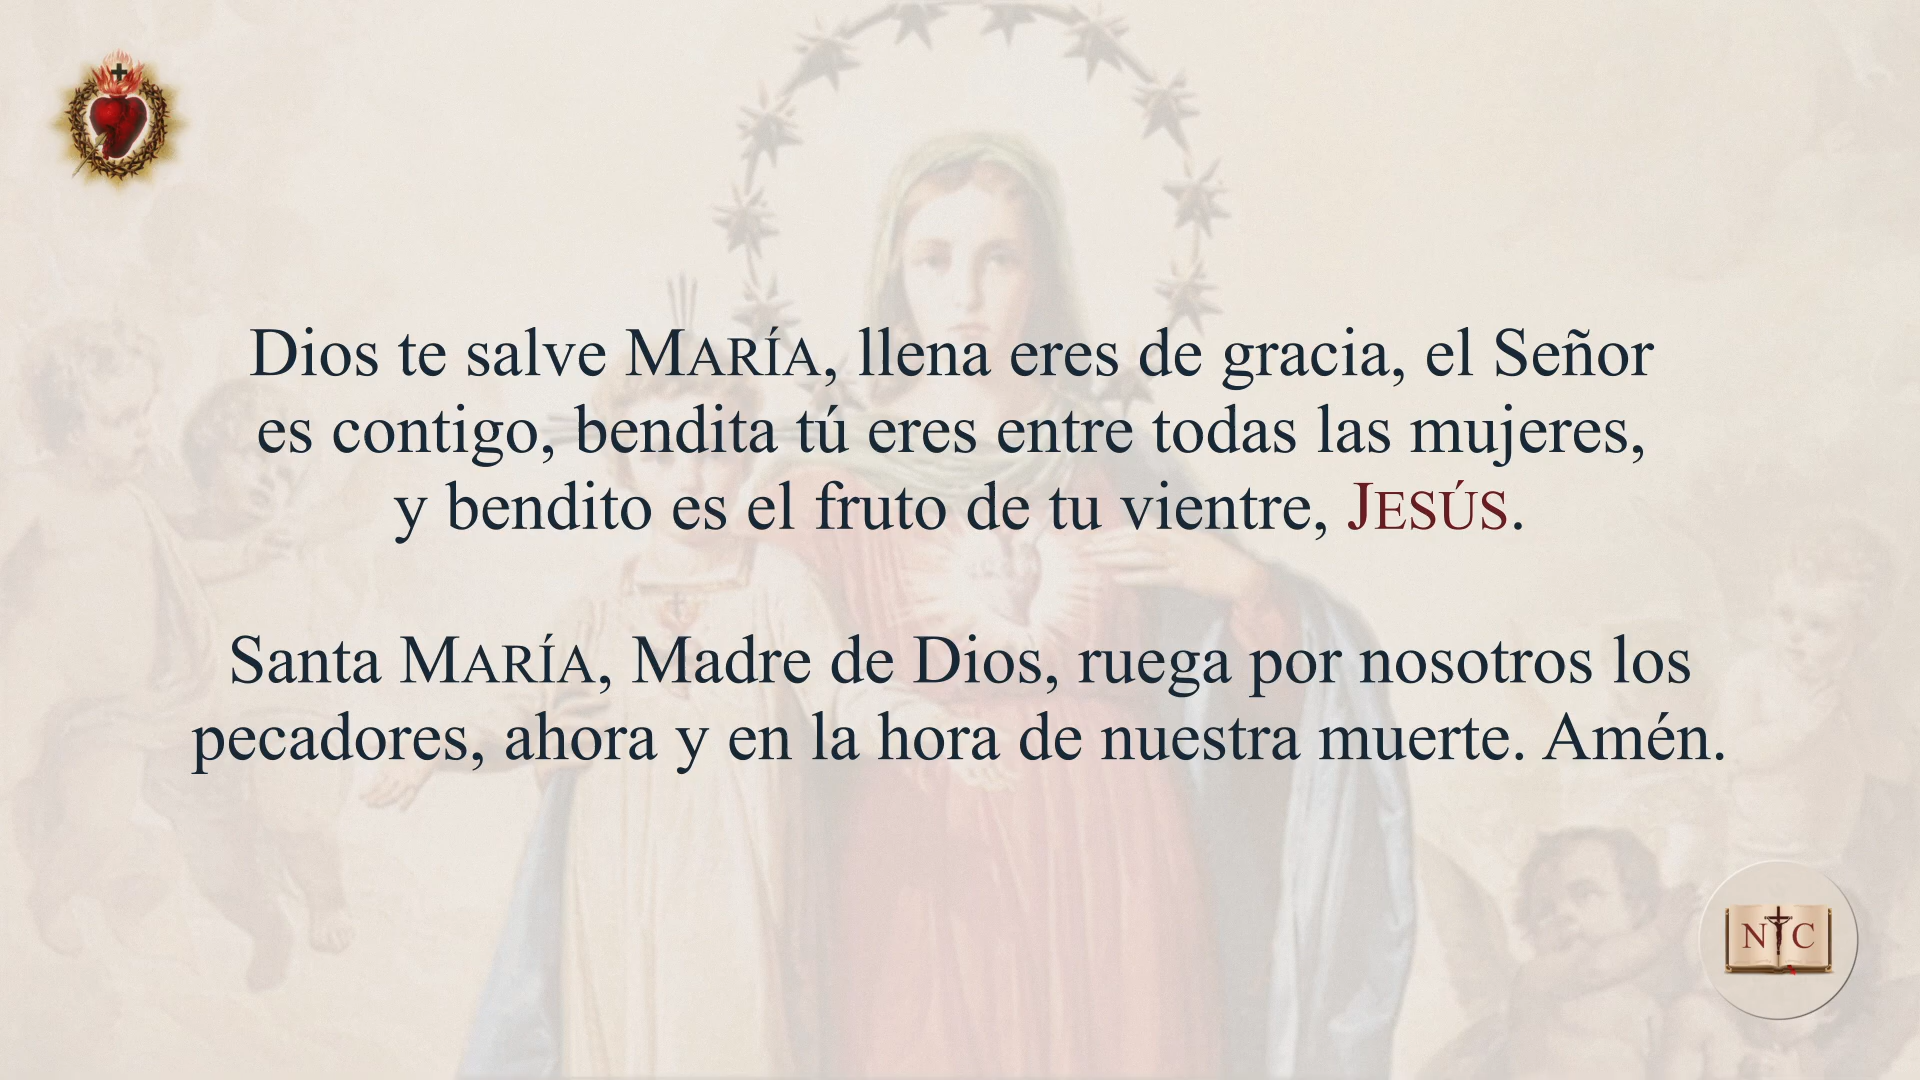 Dios te salve MARÍA, llena eres de gracia, el Señor
es contigo, bendita tú eres entre todas las mujeres,
y bendito es el fruto de tu vientre, JESÚS.
Santa MARÍA, Madre de Dios, ruega por nosotros los
pecadores, ahora y en la hora de nuestra muerte. Amén.
N C